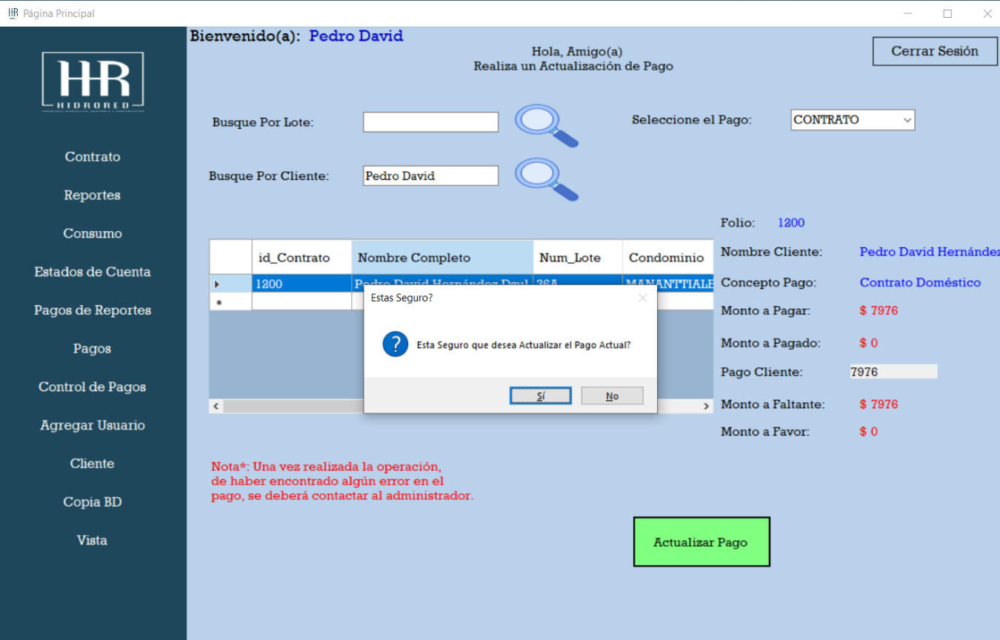 HR Página Principal
Bienvenido(a): Pedro David
Hola, Amigo(a)
Realiza un Actualización de Pago
Cerrar Sesión
HR
HIDRORED
Contrato
Reportes
Consumo
Estados de Cuenta
Pagos de Reportes
Pagos
Control de Pagos
Agregar Usuario
Cliente
Copia BD
Vista
Busque Por Lote:
Seleccione el Pago: CONTRATO
Busque Por Cliente: Pedro David
id_Contrato Nombre Completo Num_Lote Condominio
1200 Pedro David Hernández Dzul 36A MANANTTIALE
Estas Seguro?
Esta Seguro que desea Actualizar el Pago Actual?
Sí No
Folio: 1200
Nombre Cliente: Pedro David Hernández
Concepto Pago: Contrato Doméstico
Monto a Pagar: $ 7976
Monto a Pagado: $ 0
Pago Cliente: 7976
Monto a Faltante: $ 7976
Monto a Favor: $ 0
Nota*: Una vez realizada la operación,
de haber encontrado algún error en el
pago, se deberá contactar al administrador.
Actualizar Pago